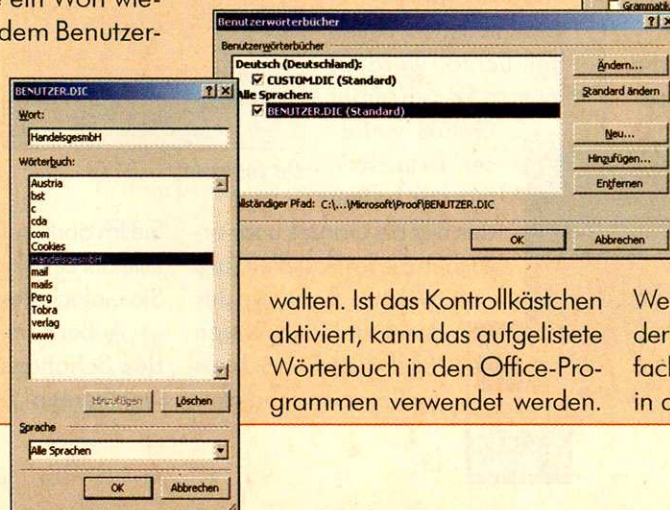 ein Wort wie-
dem Benutzer-
Grammatik
Benutzerwörterbücher
Benutzerwörterbücher
Deutsch (Deutschland):
CUSTOM.DIC (Standard)
Alle Sprachen:
BENUTZER.DIC (Standard)
Ändern...
Standard ändern
Neu...
Hinzufügen...
Entfernen
llständiger Pfad: C:\...\Microsoft\Proof\BENUTZER.DIC
OK
Abbrechen
BENUTZER.DIC
Wort:
HandelsgesmbH
Wörterbuch:
Austria
bst
c
cda
com
Cookies
HandelsgesmbH
mail
mails
Perg
Tobra
verlag
www
Hinzufügen
Löschen
Sprache
Alle Sprachen
OK
Abbrechen
walten. Ist das Kontrollkästchen
aktiviert, kann das aufgelistete
Wörterbuch in den Office-Pro-
grammen verwendet werden.
We
der
fach
in d